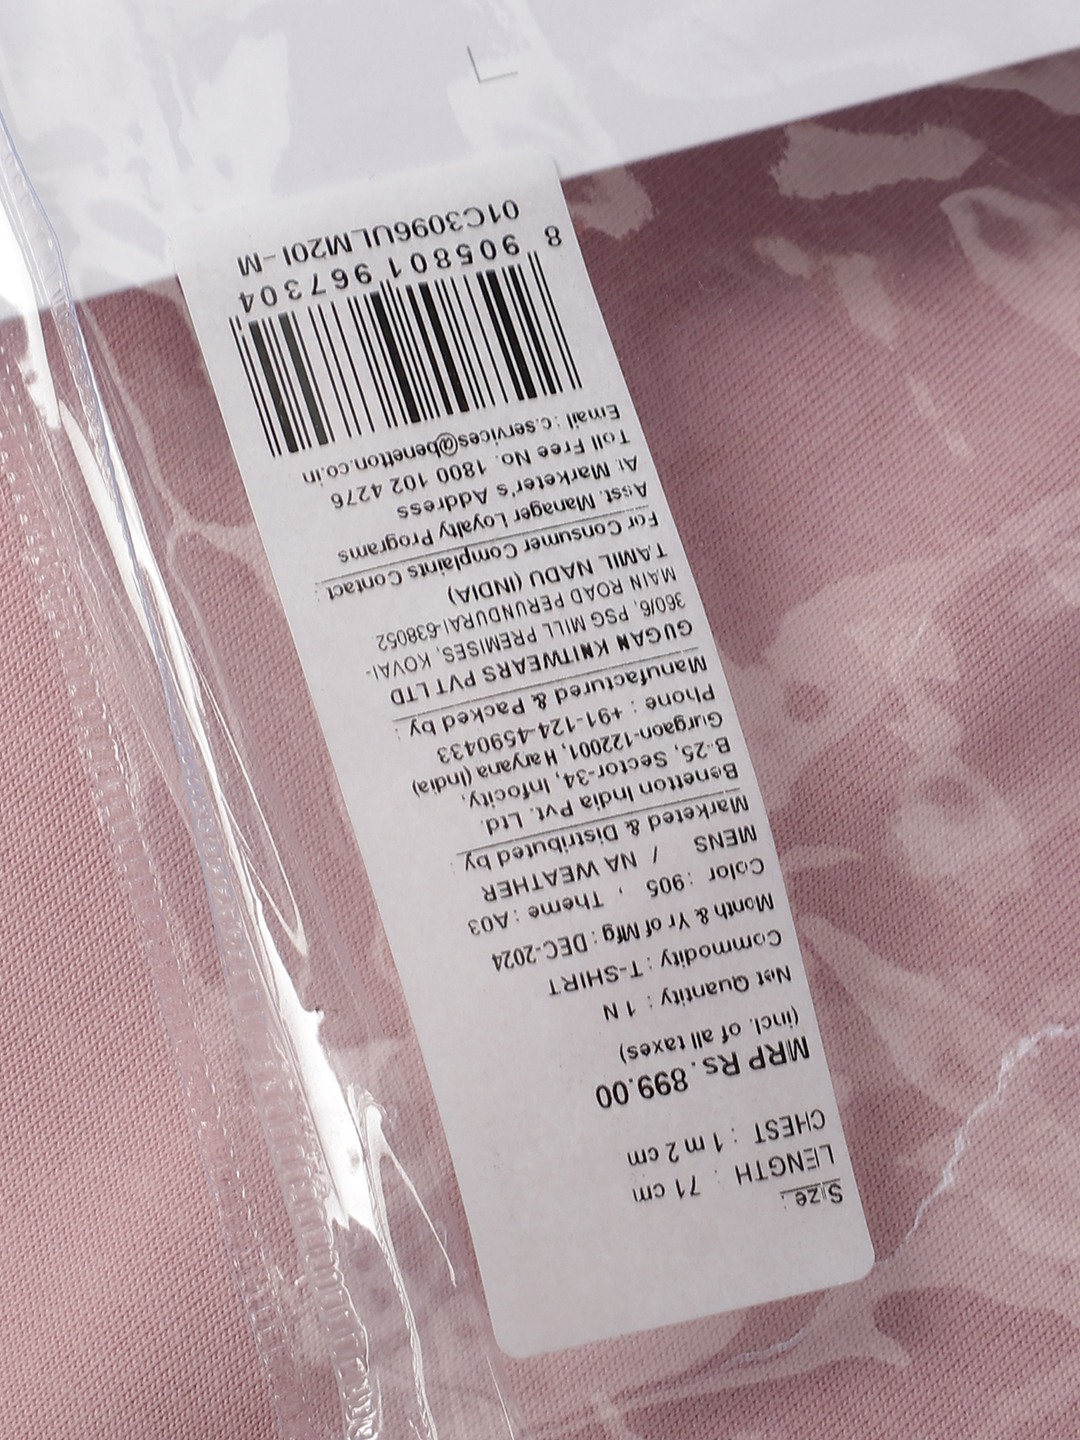 Size :
LENGTH : 71 cm
CHEST : 1 m 2 cm
MRP Rs. 899.00
(incl. of all taxes)
Net Quantity : 1 N
Commodity : T-SHIRT
Month & Yr of Mfg : DEC-2024
Color : 905 , Theme : A03
MENS / NA WEATHER
Marketed & Distributed by :
Benetton India Pvt. Ltd.
B-25, Sector-34, Infocity,
Gurgaon-122001, Haryana (India)
Phone : +91-124-4590433
Manufactured & Packed by :
GUGAN KNITWEARS PVT LTD
360/6, PSG MILL PREMISES, KOVAI-
MAIN ROAD PERUNDURAI-638052
TAMIL NADU (INDIA)
For Consumer Complaints Contact :
Asst. Manager Loyalty Programs
At Marketer's Address
Toll Free No. 1800 102 4276
Email : c.services@benetton.co.in
8 905801 967304
01C3096ULM20I-M